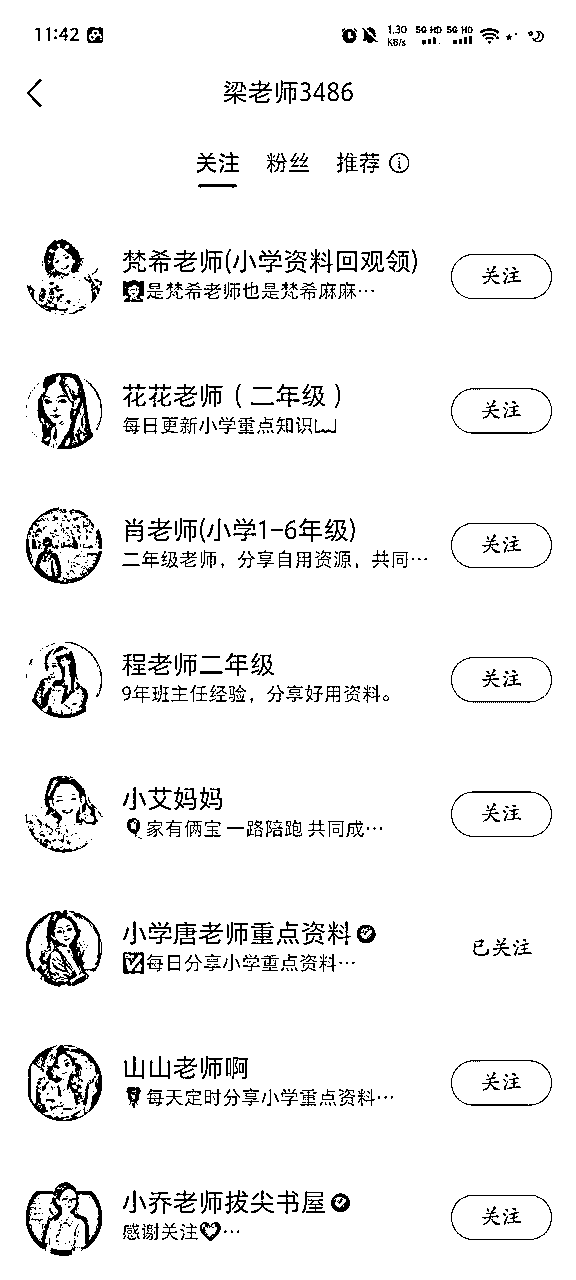 11:42 1.30 KB/s 5G HD 5G HD
梁老师3486
关注 粉丝 推荐
梵希老师(小学资料回观领)
是梵希老师也是梵希麻麻…
关注
花花老师（二年级）
每日更新小学重点知识
关注
肖老师(小学1-6年级)
二年级老师，分享自用资源，共同…
关注
程老师二年级
9年班主任经验，分享好用资料。
关注
小艾妈妈
家有俩宝 一路陪跑 共同成…
关注
小学唐老师重点资料
每日分享小学重点资料…
已关注
山山老师啊
每天定时分享小学重点资料…
关注
小乔老师拔尖书屋
感谢关注…
关注